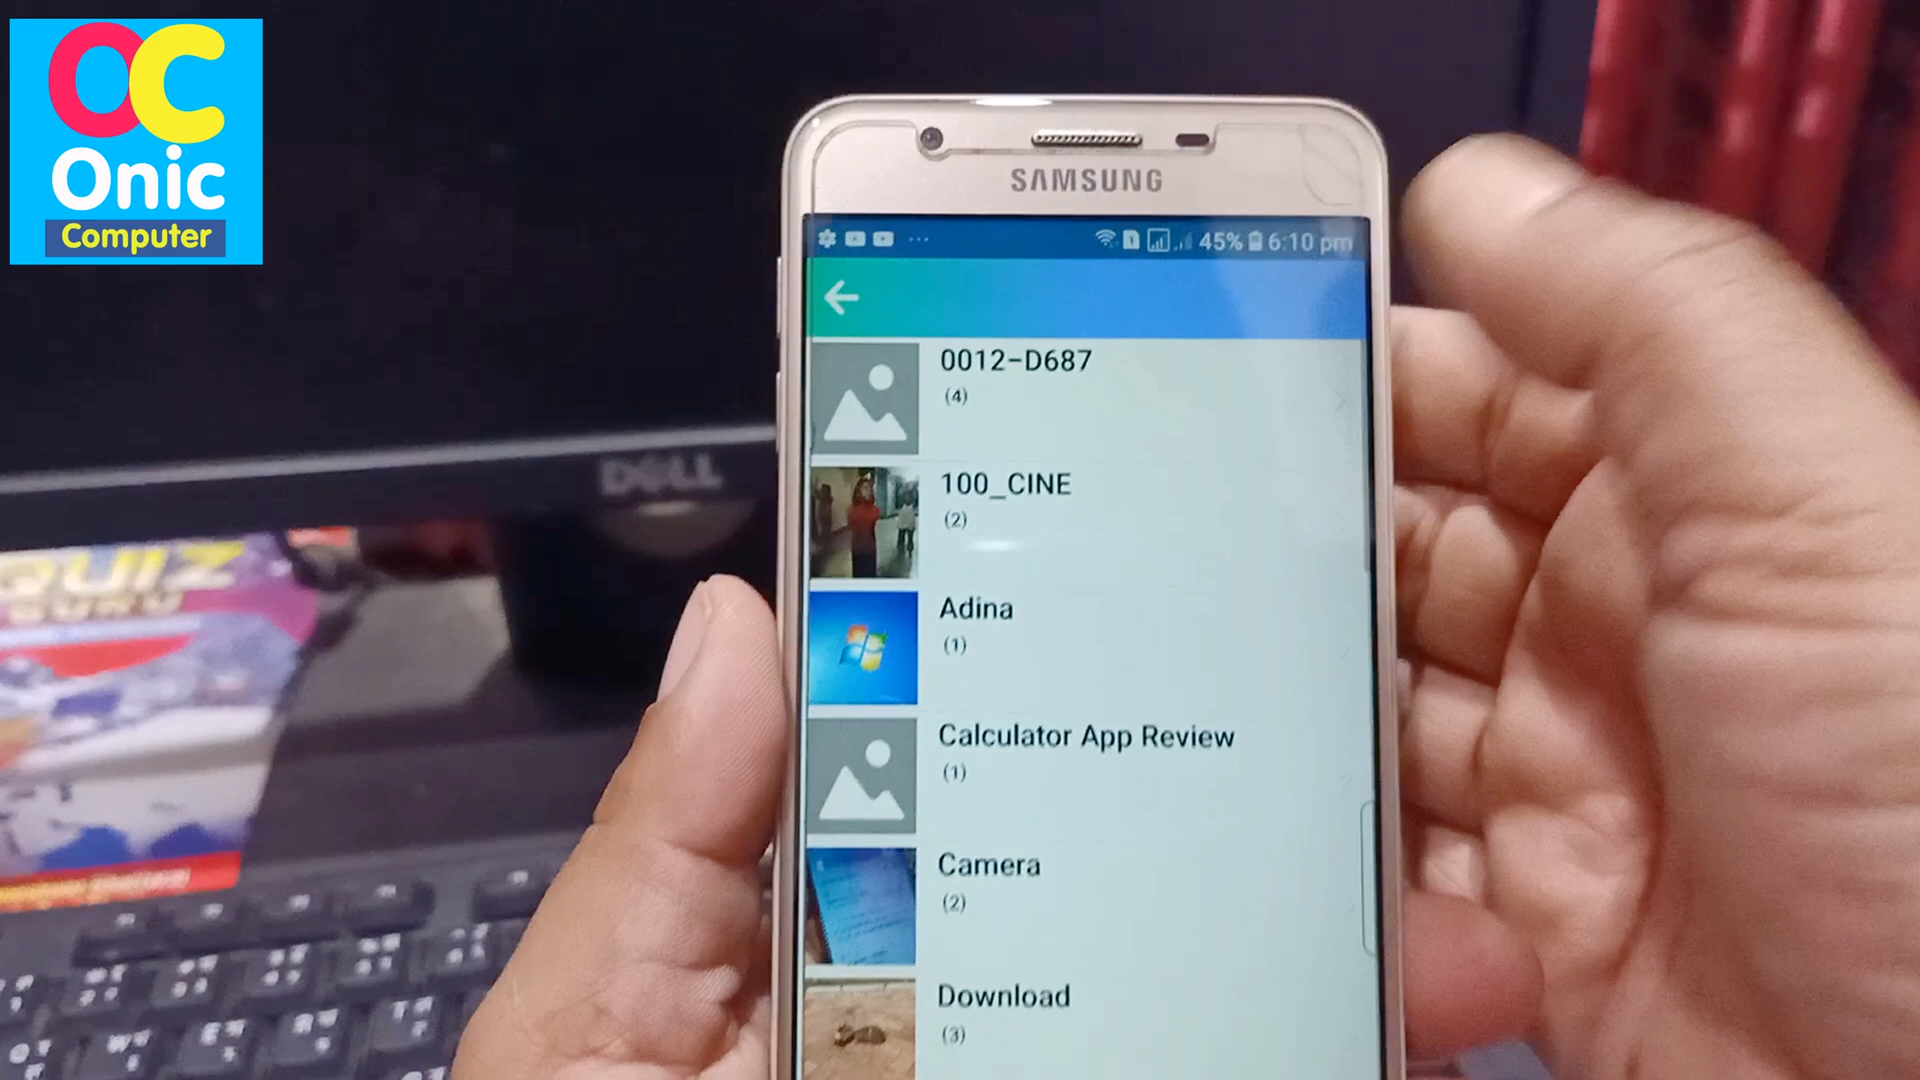 OC
Onic
Computer
SAMSUNG
45% 6:10 pm
0012-D687
(4)
100_CINE
(2)
Adina
(1)
Calculator App Review
(1)
Camera
(2)
Download
(3)
DELL
QUIZ
GURU
W
E
R
T